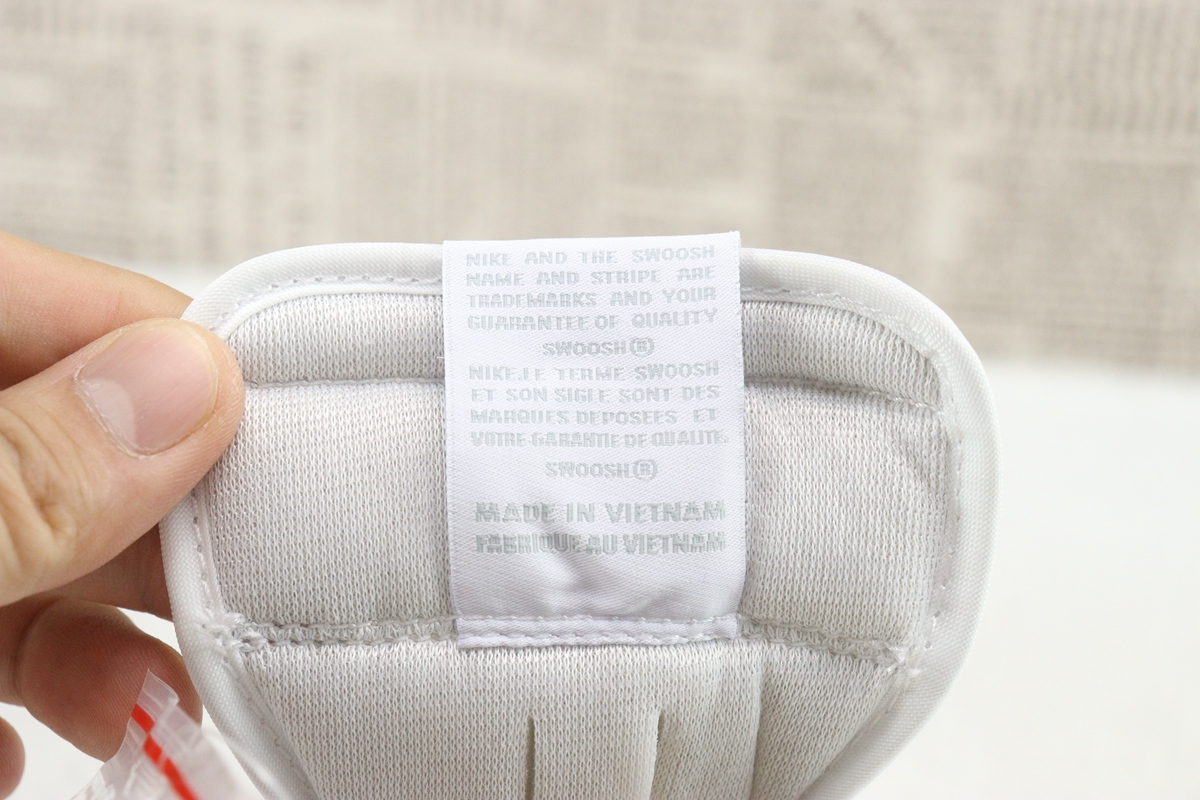 NIKE AND THE SWOOSH
NAME AND STRIPE ARE
TRADEMARKS AND YOUR
GUARANTEE OF QUALITY
SWOOSH®
NIKE.LE TERME SWOOSH
ET SON SIGLE SONT DES
MARQUES DEPOSEES ET
VOTRE GARANTIE DE QUALITE.
SWOOSH®
MADE IN VIETNAM
FABRIQUE AU VIETNAM